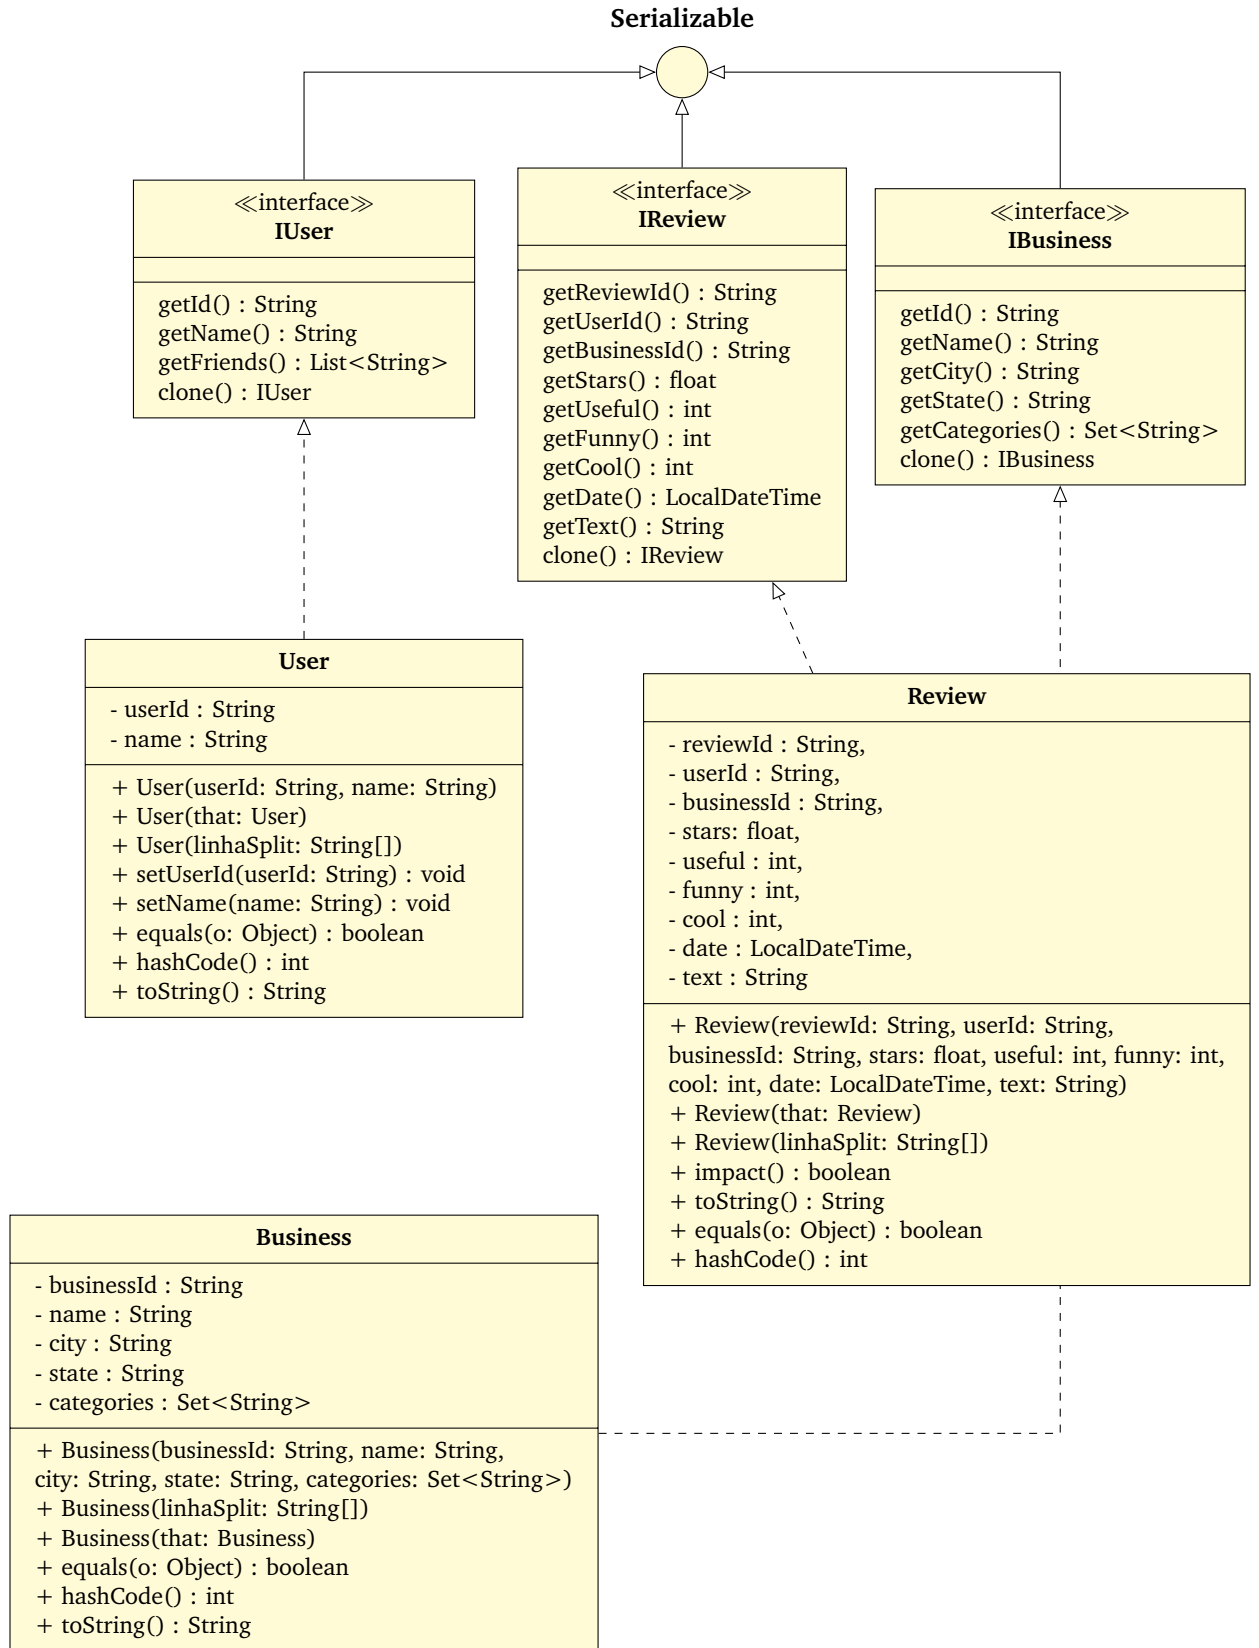 Serializable
≪interface≫
IUser
getId() : String
getName() : String
getFriends() : List<String>
clone() : IUser
≪interface≫
IReview
getReviewId() : String
getUserId() : String
getBusinessId() : String
getStars() : float
getUseful() : int
getFunny() : int
getCool() : int
getDate() : LocalDateTime
getText() : String
clone() : IReview
≪interface≫
IBusiness
getId() : String
getName() : String
getCity() : String
getState() : String
getCategories() : Set<String>
clone() : IBusiness
User
- userId : String
- name : String
+ User(userId: String, name: String)
+ User(that: User)
+ User(linhaSplit: String[])
+ setUserId(userId: String) : void
+ setName(name: String) : void
+ equals(o: Object) : boolean
+ hashCode() : int
+ toString() : String
Review
- reviewId : String,
- userId : String,
- businessId : String,
- stars: float,
- useful : int,
- funny : int,
- cool : int,
- date : LocalDateTime,
- text : String
+ Review(reviewId: String, userId: String,
businessId: String, stars: float, useful: int, funny: int,
cool: int, date: LocalDateTime, text: String)
+ Review(that: Review)
+ Review(linhaSplit: String[])
+ impact() : boolean
+ toString() : String
+ equals(o: Object) : boolean
+ hashCode() : int
Business
- businessId : String
- name : String
- city : String
- state : String
- categories : Set<String>
+ Business(businessId: String, name: String,
city: String, state: String, categories: Set<String>)
+ Business(linhaSplit: String[])
+ Business(that: Business)
+ equals(o: Object) : boolean
+ hashCode() : int
+ toString() : String